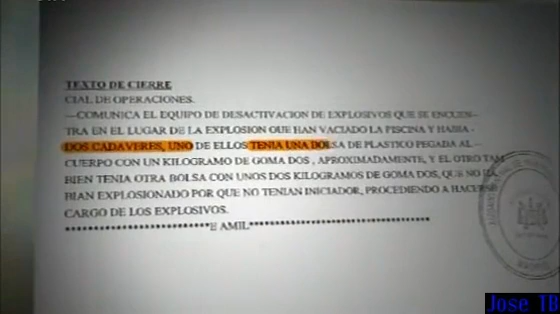 TEXTO DE CIERRE
CIAL DE OPERACIONES.
—COMUNICA EL EQUIPO DE DESACTIVACION DE EXPLOSIVOS QUE SE ENCUEN-
TRA EN EL LUGAR DE LA EXPLOSION QUE HAN VACIADO LA PISCINA Y HABIA-
DOS CADAVERES, UNO DE ELLOS TENIA UNA BOLSA DE PLASTICO PEGADA AL-
CUERPO CON UN KILOGRAMO DE GOMA DOS , APROXIMADAMENTE, Y EL OTRO TAM
BIEN TENIA OTRA BOLSA CON UNOS DOS KILOGRAMOS DE GOMA DOS, QUE NO HA
BIAN EXPLOSIONADO POR QUE NO TENIAN INICIADOR, PROCEDIENDO A HACERSE
CARGO DE LOS EXPLOSIVOS.
E AMIL
Jose TB